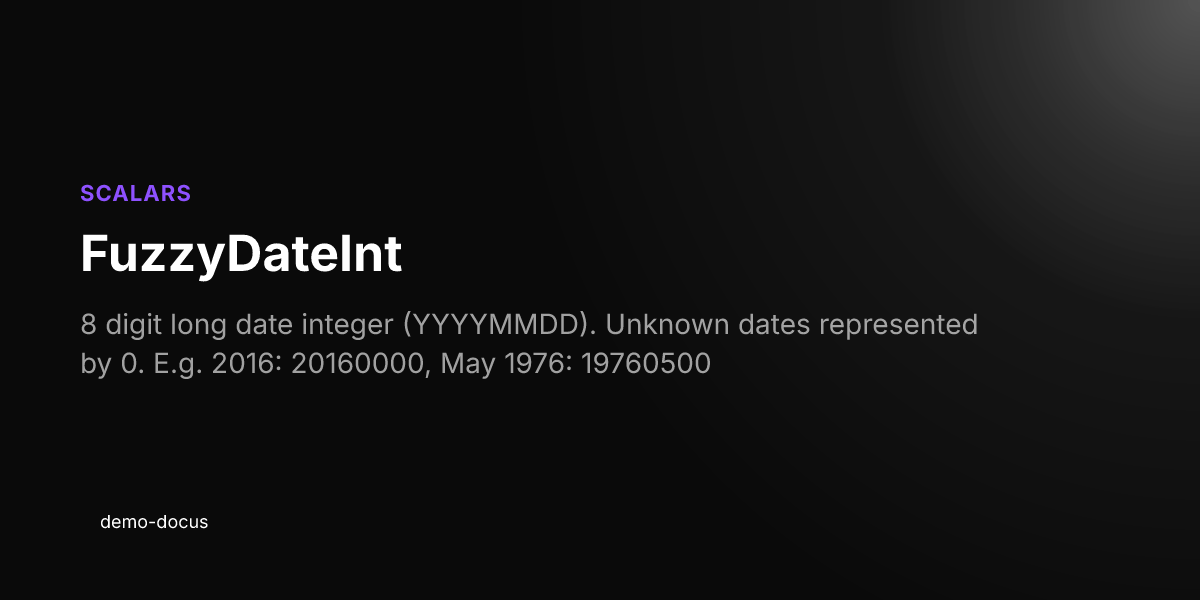 SCALARS
FuzzyDateInt
8 digit long date integer (YYYYMMDD). Unknown dates represented
by 0. E.g. 2016: 20160000, May 1976: 19760500
demo-docus